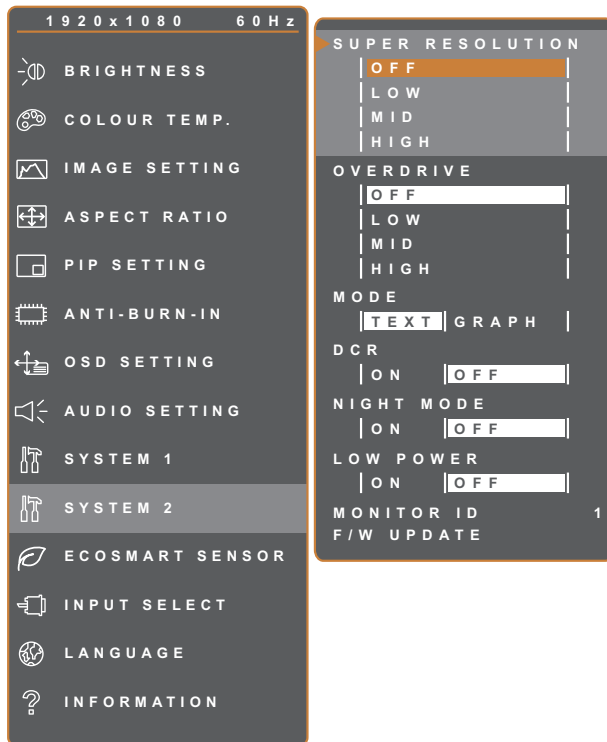 1920x1080 60Hz
BRIGHTNESS
COLOUR TEMP.
IMAGE SETTING
ASPECT RATIO
PIP SETTING
ANTI-BURN-IN
OSD SETTING
AUDIO SETTING
SYSTEM 1
SYSTEM 2
ECOSMART SENSOR
INPUT SELECT
LANGUAGE
INFORMATION
SUPER RESOLUTION
OFF
LOW
MID
HIGH
OVERDRIVE
OFF
LOW
MID
HIGH
MODE
TEXT GRAPH
DCR
ON OFF
NIGHT MODE
ON OFF
LOW POWER
ON OFF
MONITOR ID 1
F/W UPDATE